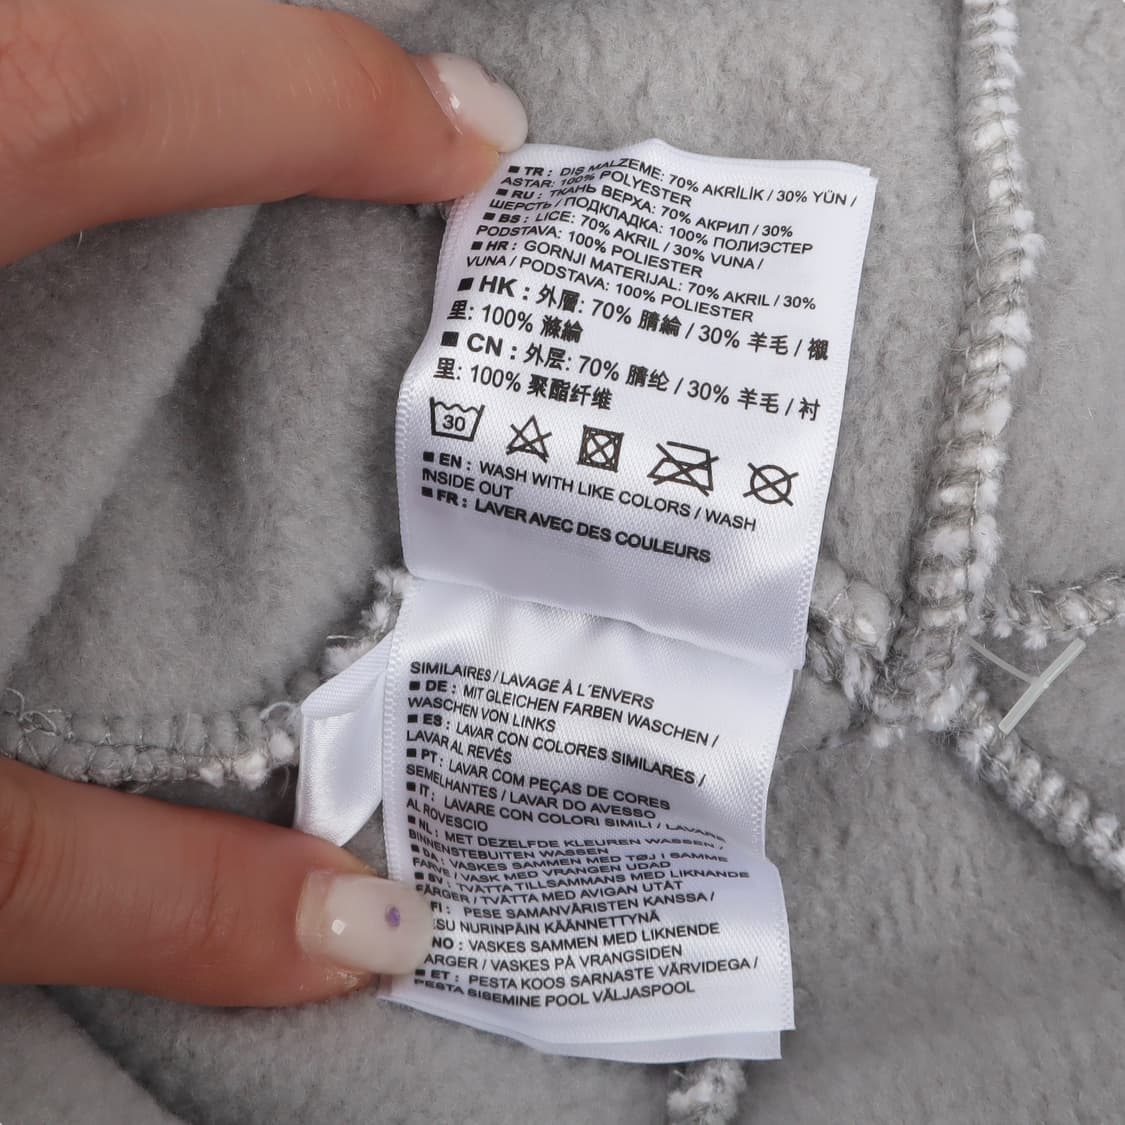 ■ TR : DIŞ MALZEME: 70% AKRİLİK / 30% YÜN /
ASTAR: 100% POLYESTER
■ RU : ТКАНЬ ВЕРХА: 70% АКРИЛ / 30%
ШЕРСТЬ / ПОДКЛАДКА: 100% ПОЛИЭСТЕР
■ BS : LICE: 70% AKRIL / 30% VUNA /
PODSTAVA: 100% POLIESTER
■ HR : GORNJI MATERIJAL: 70% AKRIL / 30%
VUNA / PODSTAVA: 100% POLIESTER
■ HK : 外層: 70% 腈綸 / 30% 羊毛 / 襯
里: 100% 滌綸
■ CN : 外层: 70% 腈纶 / 30% 羊毛 / 衬
里: 100% 聚酯纤维
30
■ EN : WASH WITH LIKE COLORS / WASH
INSIDE OUT
■ FR : LAVER AVEC DES COULEURS
SIMILAIRES / LAVAGE À L´ENVERS
■ DE : MIT GLEICHEN FARBEN WASCHEN /
WASCHEN VON LINKS
■ ES : LAVAR CON COLORES SIMILARES /
LAVAR AL REVÉS
■ PT : LAVAR COM PEÇAS DE CORES
SEMELHANTES / LAVAR DO AVESSO
■ IT : LAVARE CON COLORI SIMILI / LAVARE
AL ROVESCIO
■ NL : MET DEZELFDE KLEUREN WASSEN /
BINNENSTEBUITEN WASSEN
■ DA : VASKES SAMMEN MED TØJ I SAMME
FARVE / VASK MED VRANGEN UDAD
■ SV : TVÄTTA TILLSAMMANS MED LIKNANDE
FÄRGER / TVÄTTA MED AVIGAN UTÅT
FI : PESE SAMANVÄRISTEN KANSSA /
ESU NURINPÄIN KÄÄNNETTYNÄ
NO : VASKES SAMMEN MED LIKNENDE
ARGER / VASKES PÅ VRANGSIDEN
■ ET : PESTA KOOS SARNASTE VÄRVIDEGA /
PESTA SISEMINE POOL VÄLJASPOOL